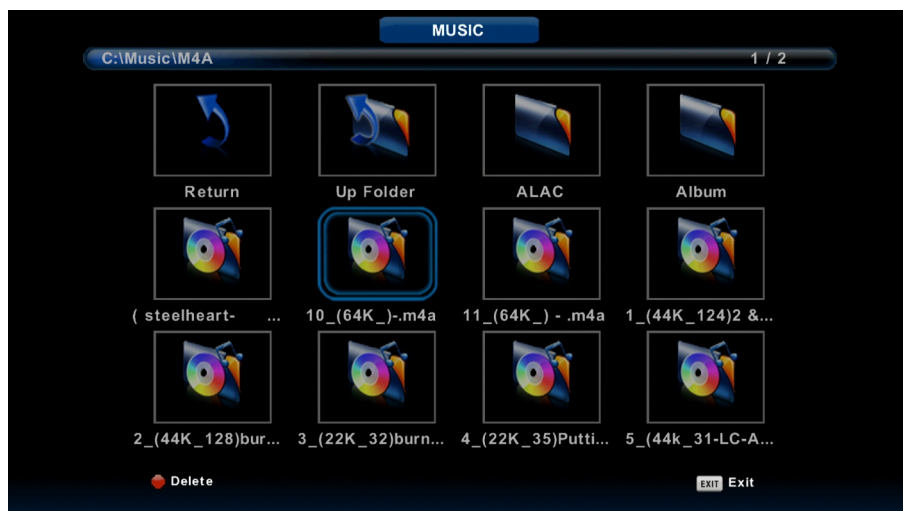 MUSIC
C:\Music\M4A 1 / 2
Return Up Folder ALAC Album
( steelheart- ... 10_(64K_)-.m4a 11_(64K_) - .m4a 1_(44K_124)2 &...
2_(44K_128)bur... 3_(22K_32)burn... 4_(22K_35)Putti... 5_(44k_31-LC-A...
Delete EXIT Exit